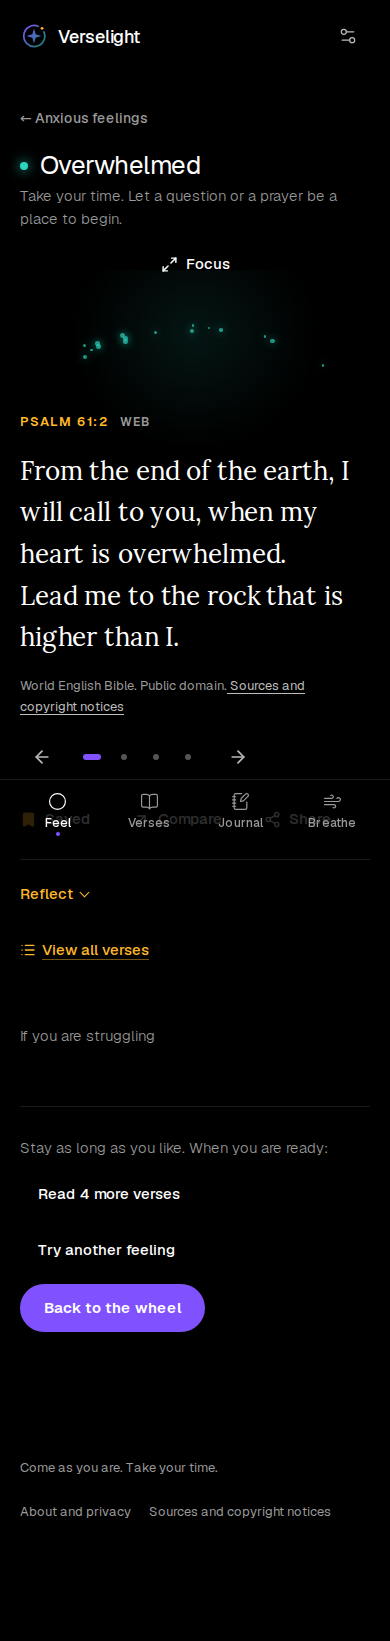 Verselight
← Anxious feelings
Overwhelmed
Take your time. Let a question or a prayer be a
place to begin.
Focus
PSALM 61:2 WEB
From the end of the earth, I
will call to you, when my
heart is overwhelmed.
Lead me to the rock that is
higher than I.
World English Bible. Public domain. Sources and
copyright notices
Saved Compare Share
Feel Verses Journal Breathe
Reflect
View all verses
If you are struggling
Stay as long as you like. When you are ready:
Read 4 more verses
Try another feeling
Back to the wheel
Come as you are. Take your time.
About and privacy Sources and copyright notices